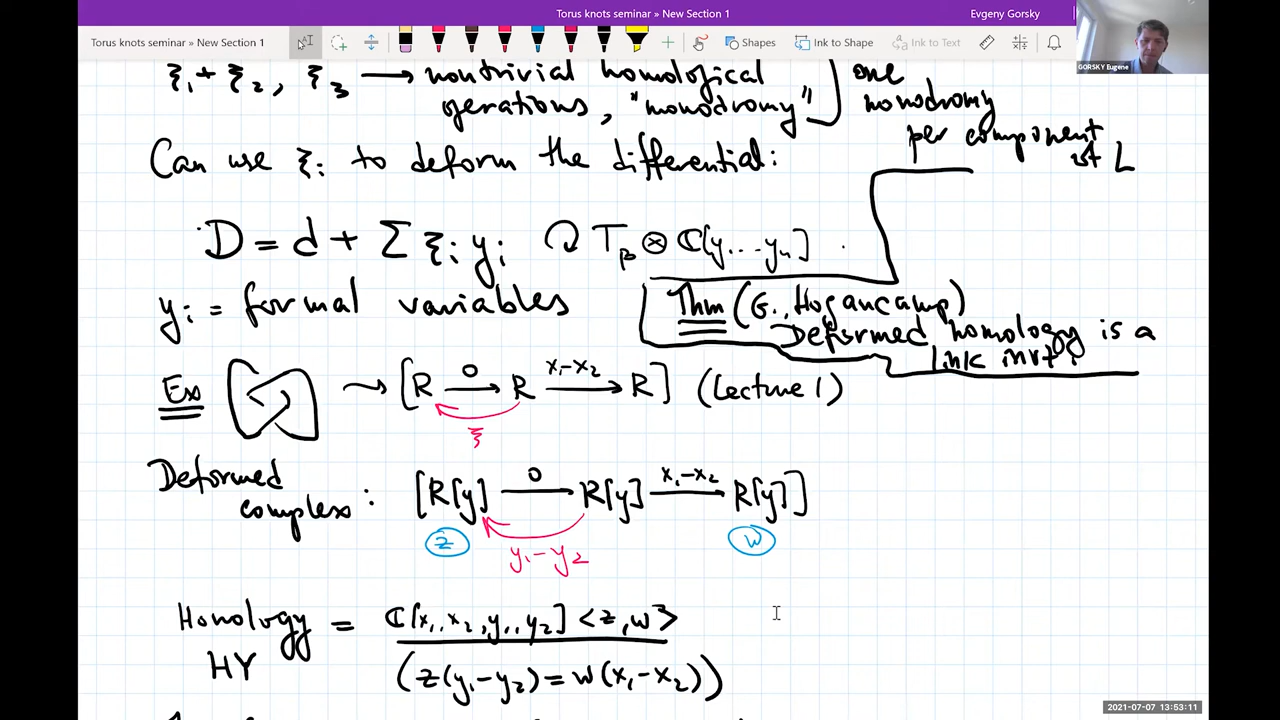 Torus knots seminar » New Section 1
Evgeny Gorsky
Torus knots seminar » New Section 1
Shapes
Ink to Shape
Ink to Text
GORSKY Eugene
ξ₁ + ξ₂, ξ₃ → nontrivial homological
operations, "monodromy"
one
monodromy
per component
of L
Can use ξᵢ to deform the differential:
D = d + Σ ξᵢ yᵢ ↻ T_β ⊗ ℂ[y₁...yₙ]
yᵢ = formal variables
Thm (G., Hogancamp)
Deformed homology is a
link invt.
Ex
⇝ [R —0→ R —x₁-x₂→ R] (Lecture 1)
ξ
Deformed
complex:
[R[y] —0→ R[y] —x₁-x₂→ R[y]]
z
y₁-y₂
w
Homology
HY
= ℂ[x₁,x₂,y₁,y₂]<z,w>
(z(y₁-y₂) = w(x₁-x₂))
2021-07-07 13:53:11